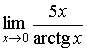 lim x→0 5x / arctg x